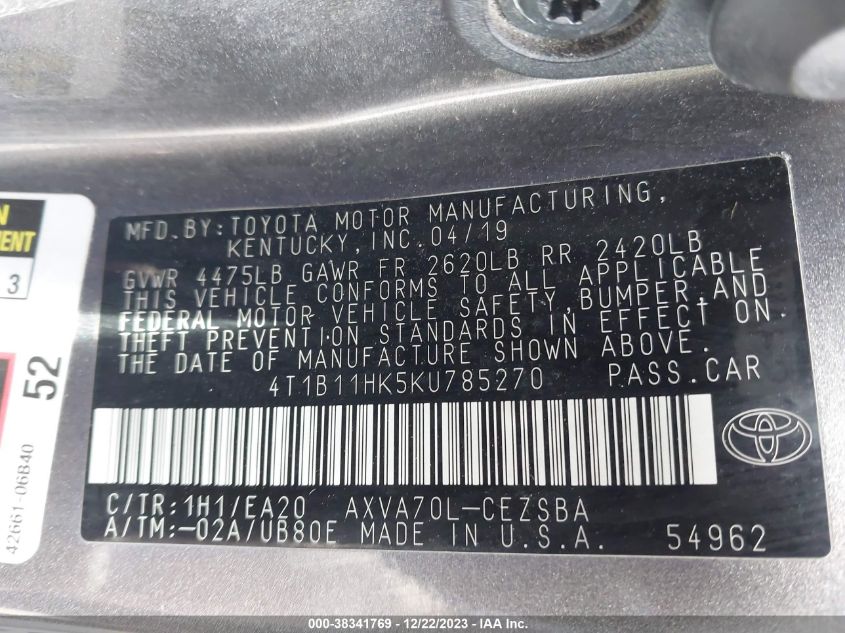 N
MENT
3
52
42661-06B40
MFD.BY:TOYOTA MOTOR MANUFACTURING,
KENTUCKY, INC.04/19
GVWR 4475LB GAWR FR 2620LB RR 2420LB
THIS VEHICLE CONFORMS TO ALL APPLICABLE
FEDERAL MOTOR VEHICLE SAFETY,BUMPER,AND
THEFT PREVENTION STANDARDS IN EFFECT ON
THE DATE OF MANUFACTURE SHOWN ABOVE.
4T1B11HK5KU785270 PASS.CAR
C/TR:1H1/EA20 AXVA70L-CEZSBA
A/TM:-02A/UB80E MADE IN U.S.A. 54962
000-38341769 - 12/22/2023 - IAA Inc.